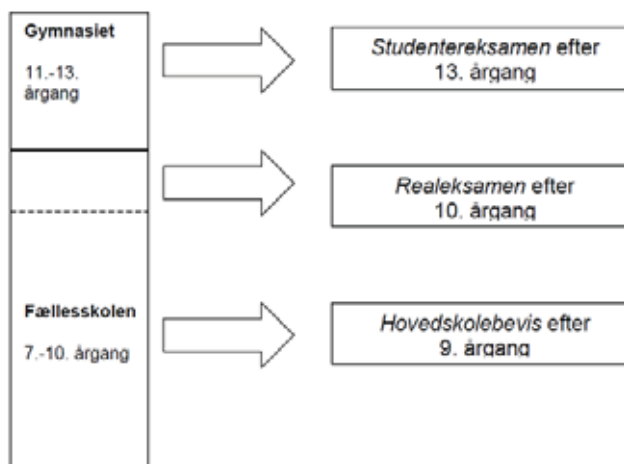 Gymnasiet
11.-13.
årgang
Studentereksamen efter
13. årgang
Realeksamen efter
10. årgang
Fællesskolen
7.-10. årgang
Hovedskolebevis efter
9. årgang